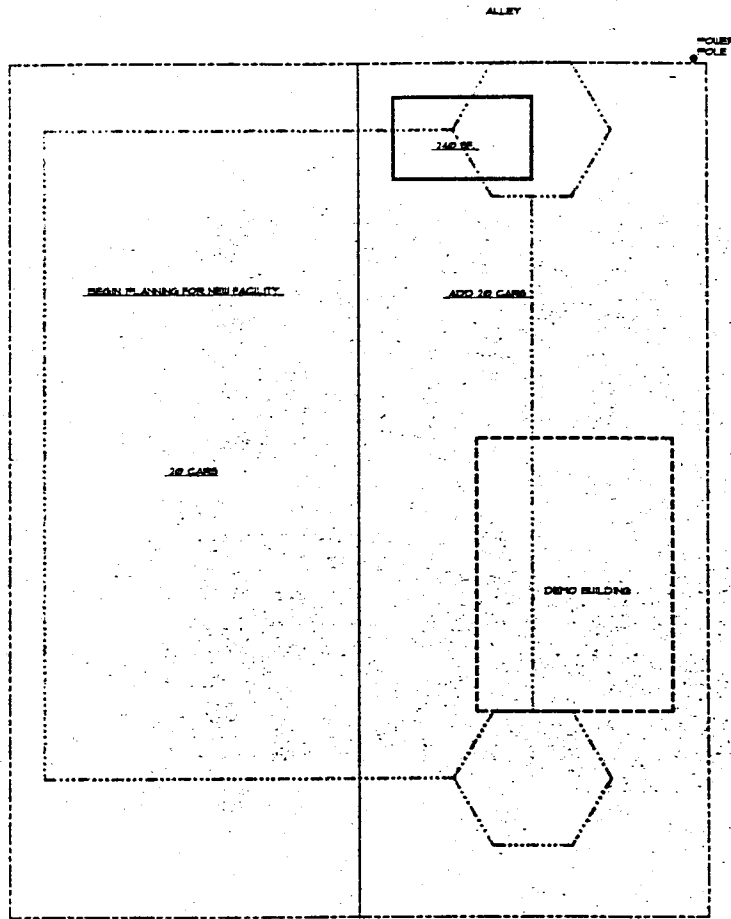 ALLEY
POWER
POLE
240 SF.
BEGIN PLANNING FOR NEW FACILITY
ADD 20 CARS
20 CARS
DEMO BUILDING